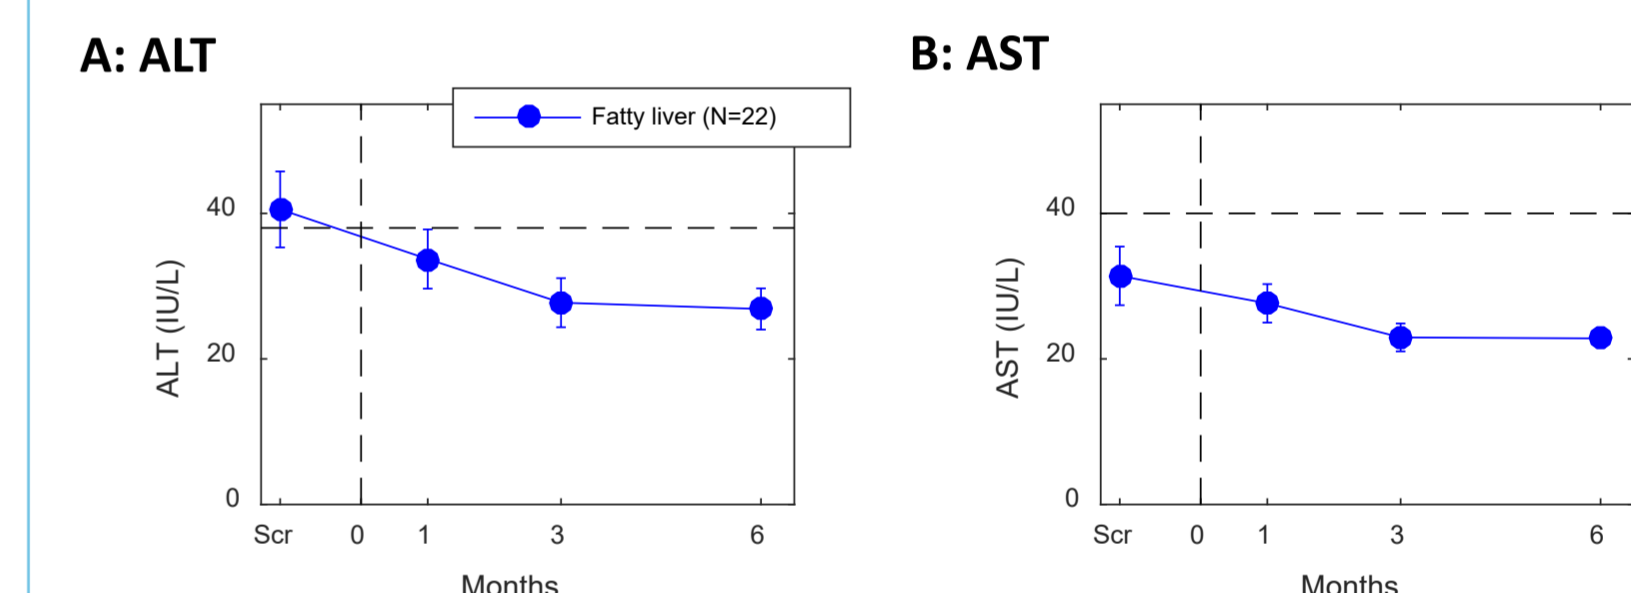 A: ALT
Fatty liver (N=22)
40
20
0
ALT (IU/L)
Scr 0 1 3 6
Months
B: AST
40
20
0
AST (IU/L)
Scr 0 1 3 6
Months